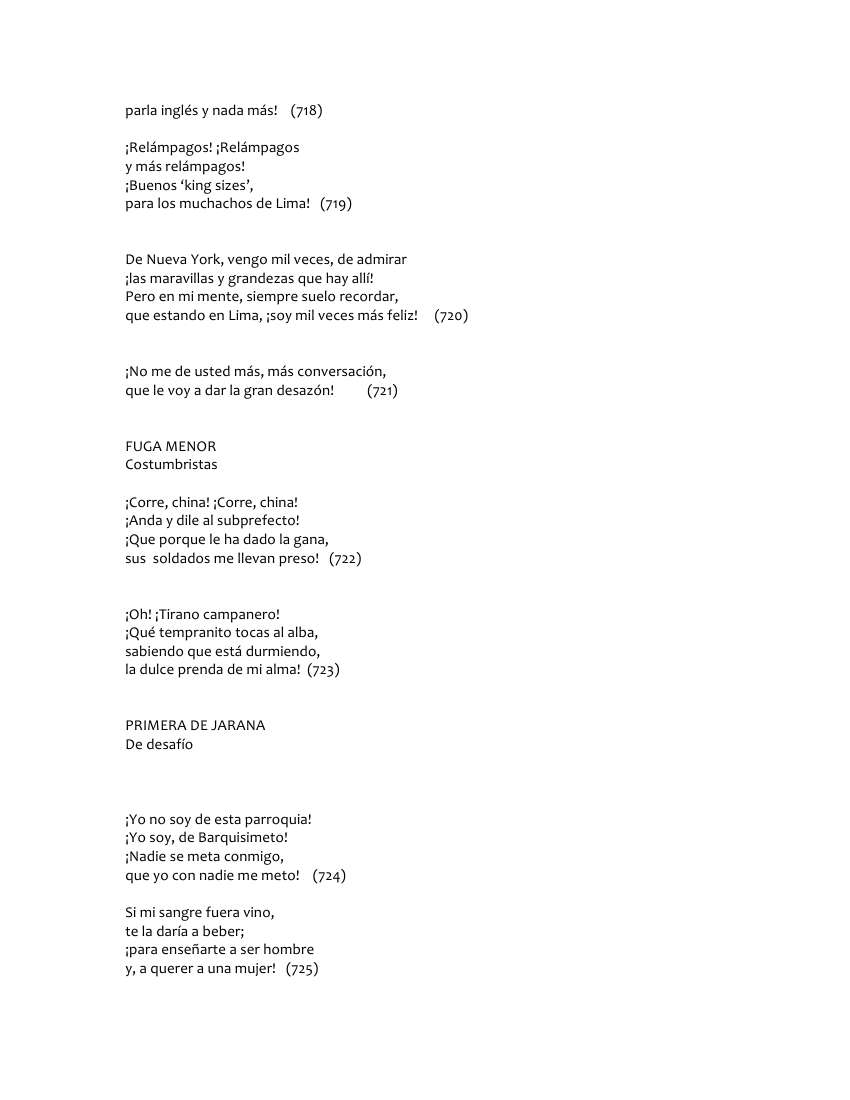 parla inglés y nada más! (718)
¡Relámpagos! ¡Relámpagos
y más relámpagos!
¡Buenos ‘king sizes’,
para los muchachos de Lima! (719)
De Nueva York, vengo mil veces, de admirar
¡las maravillas y grandezas que hay allí!
Pero en mi mente, siempre suelo recordar,
que estando en Lima, ¡soy mil veces más feliz! (720)
¡No me de usted más, más conversación,
que le voy a dar la gran desazón! (721)
FUGA MENOR
Costumbristas
¡Corre, china! ¡Corre, china!
¡Anda y dile al subprefecto!
¡Que porque le ha dado la gana,
sus soldados me llevan preso! (722)
¡Oh! ¡Tirano campanero!
¡Qué tempranito tocas al alba,
sabiendo que está durmiendo,
la dulce prenda de mi alma! (723)
PRIMERA DE JARANA
De desafío
¡Yo no soy de esta parroquia!
¡Yo soy, de Barquisimeto!
¡Nadie se meta conmigo,
que yo con nadie me meto! (724)
Si mi sangre fuera vino,
te la daría a beber;
¡para enseñarte a ser hombre
y, a querer a una mujer! (725)